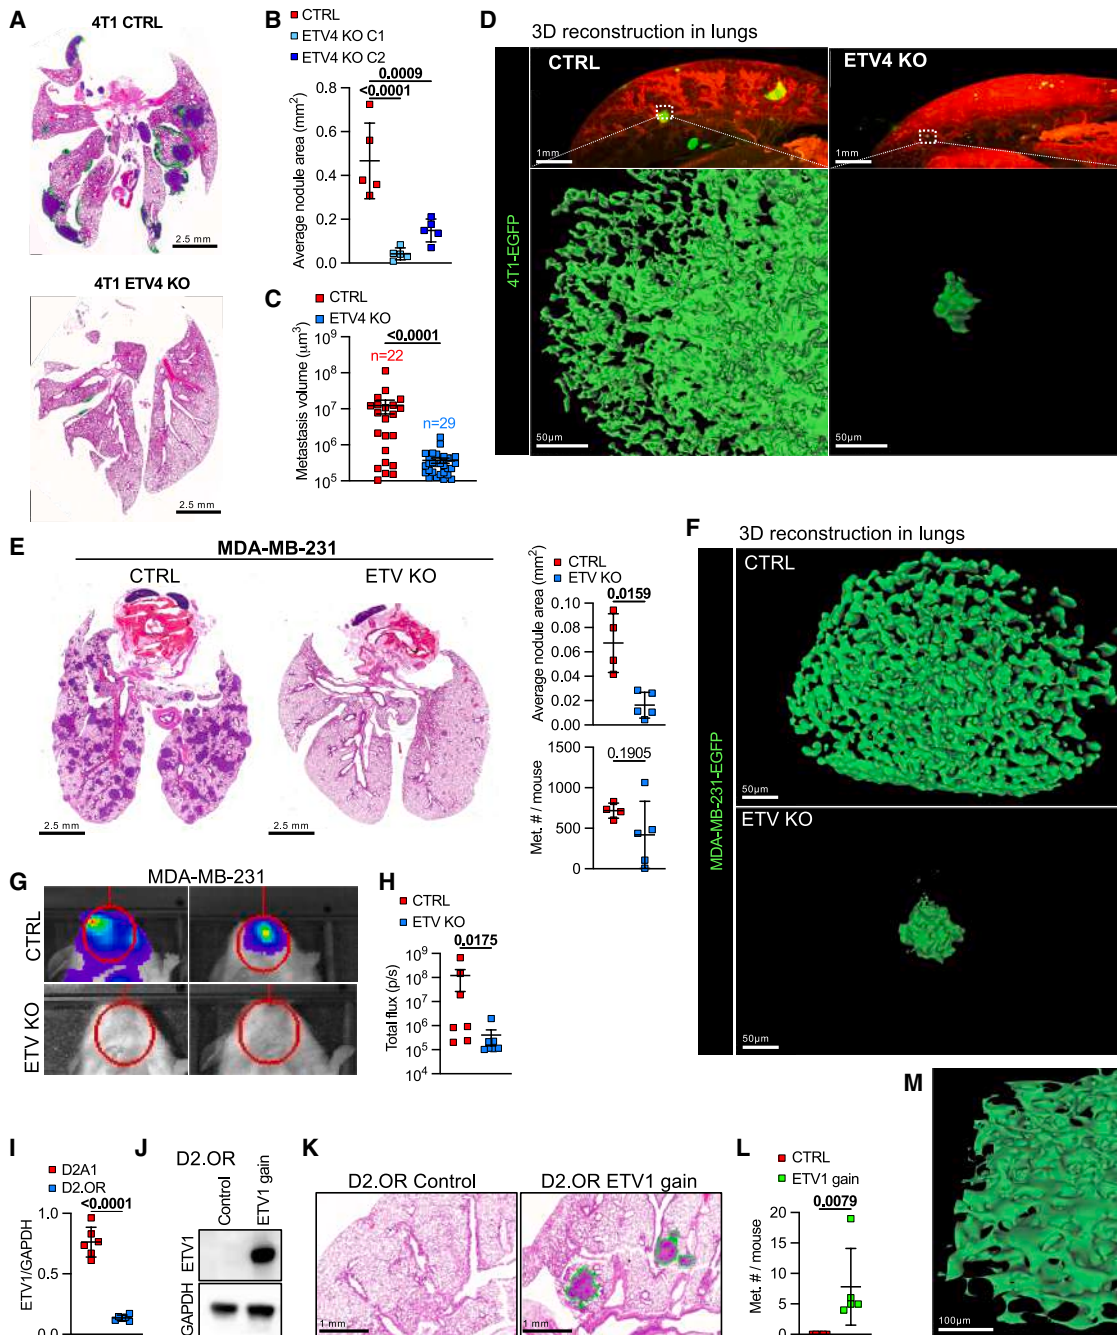 A
4T1 CTRL
2.5 mm
4T1 ETV4 KO
2.5 mm
B
CTRL
ETV4 KO C1
ETV4 KO C2
0.0009
<0.0001
Average nodule area (mm²)
0.8
0.6
0.4
0.2
0.0
C
CTRL
ETV4 KO
<0.0001
n=22
n=29
Metastasis volume (µm³)
10⁹
10⁸
10⁷
10⁶
10⁵
D
3D reconstruction in lungs
CTRL
ETV4 KO
1mm
1mm
4T1-EGFP
50µm
50µm
E
MDA-MB-231
CTRL
ETV KO
2.5 mm
2.5 mm
CTRL
ETV KO
0.0159
Average nodule area (mm²)
0.10
0.08
0.06
0.04
0.02
0.00
0.1905
Met. # / mouse
1500
1000
500
0
F
3D reconstruction in lungs
CTRL
50µm
ETV KO
50µm
MDA-MB-231-EGFP
G
MDA-MB-231
CTRL
ETV KO
H
CTRL
ETV KO
0.0175
Total flux (p/s)
10⁹
10⁸
10⁷
10⁶
10⁵
10⁴
I
D2A1
D2.OR
<0.0001
ETV1/GAPDH
1.0
0.5
0.0
J
D2.OR
Control
ETV1 gain
ETV1
GAPDH
K
D2.OR Control
D2.OR ETV1 gain
1 mm
1 mm
L
CTRL
ETV1 gain
0.0079
Met. # / mouse
20
15
10
5
0
M
100µm